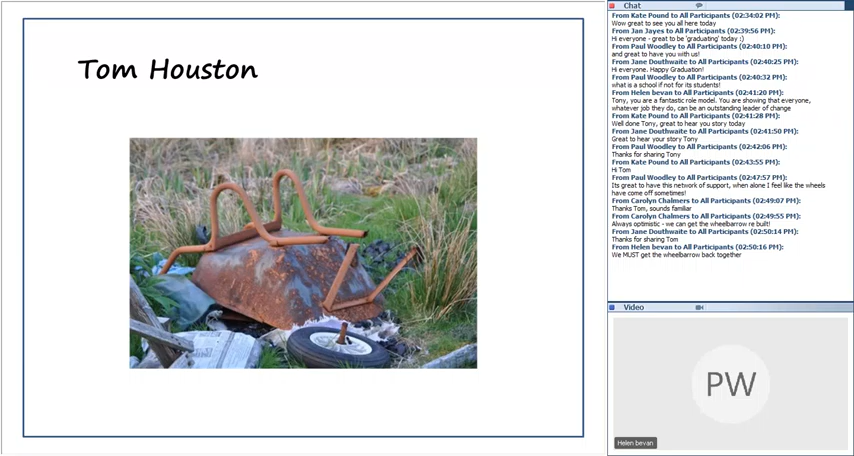 Tom Houston
Chat
From Kate Pound to All Participants (02:34:02 PM):
Wow great to see you all here today
From Jan Jayes to All Participants (02:39:56 PM):
Hi everyone - great to be 'graduating' today :)
From Paul Woodley to All Participants (02:40:10 PM):
and great to have you with us!
From Jane Douthwaite to All Participants (02:40:25 PM):
Hi everyone. Happy Graduation!
From Paul Woodley to All Participants (02:40:32 PM):
what is a school if not for its students!
From Helen bevan to All Participants (02:41:20 PM):
Tony, you are a fantastic role model. You are showing that everyone,
whatever job they do, can be an outstanding leader of change
From Kate Pound to All Participants (02:41:28 PM):
Well done Tony, great to hear you story today
From Jane Douthwaite to All Participants (02:41:50 PM):
Great to hear your story Tony
From Paul Woodley to All Participants (02:42:06 PM):
Thanks for sharing Tony
From Kate Pound to All Participants (02:43:55 PM):
Hi Tom
From Paul Woodley to All Participants (02:47:57 PM):
Its great to have this network of support, when alone I feel like the wheels
have come off sometimes!
From Carolyn Chalmers to All Participants (02:49:07 PM):
Thanks Tom, sounds familiar
From Carolyn Chalmers to All Participants (02:49:55 PM):
Always optimistic - we can get the wheelbarrow re built!
From Jane Douthwaite to All Participants (02:50:14 PM):
Thanks for sharing Tom
From Helen bevan to All Participants (02:50:16 PM):
We MUST get the wheelbarrow back together
Video
PW
Helen bevan